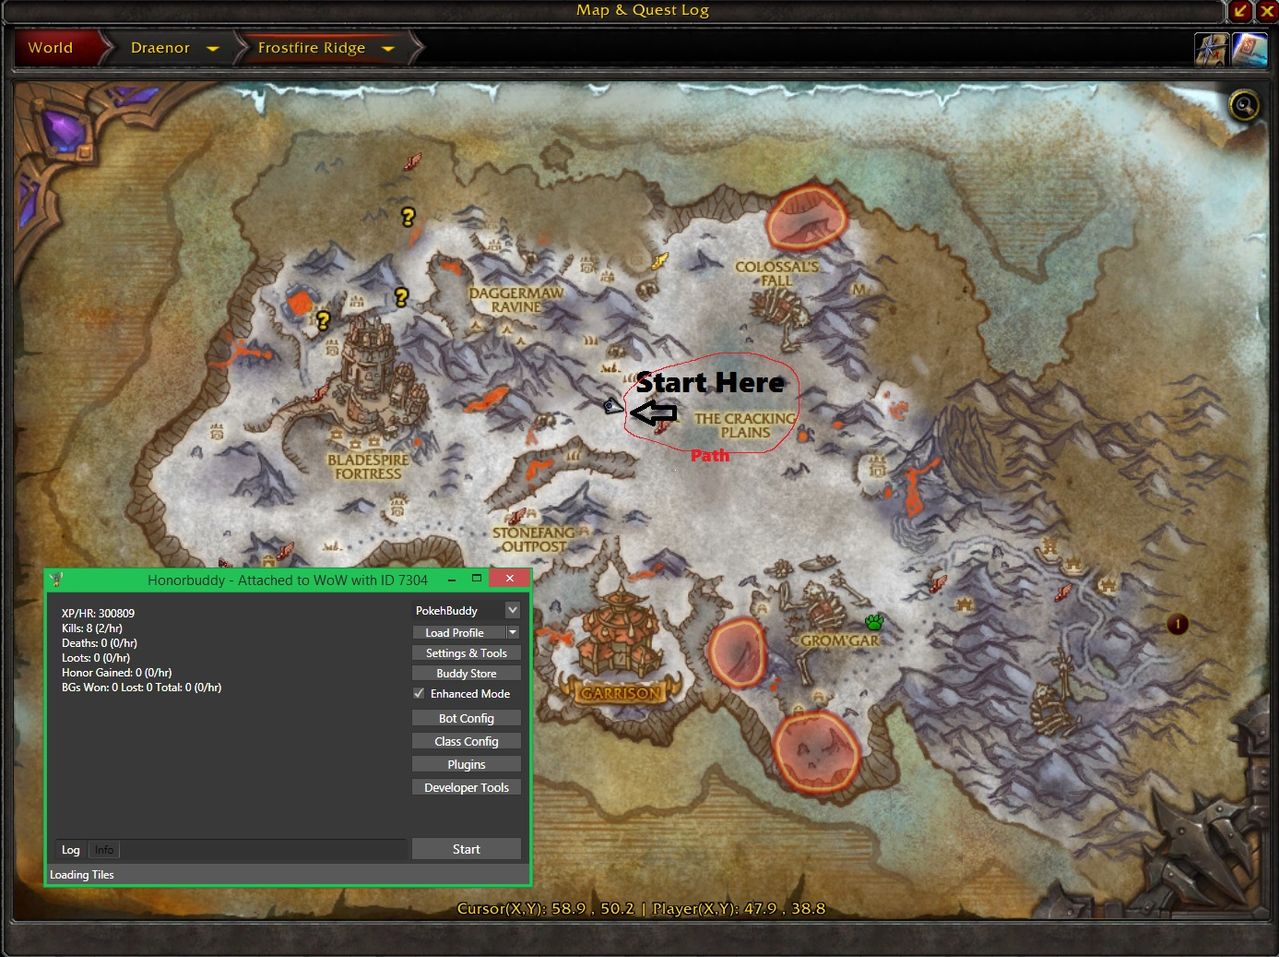 Map & Quest Log
World
Draenor
Frostfire Ridge
?
COLOSSAL'S
FALL
DAGGERMAW
RAVINE
?
?
Start Here
THE CRACKING
PLAINS
Path
BLADESPIRE
FORTRESS
STONEFANG
OUTPOST
GROM'GAR
1
GARRISON
Honorbuddy - Attached to WoW with ID 7304
XP/HR: 300809
Kills: 8 (2/hr)
Deaths: 0 (0/hr)
Loots: 0 (0/hr)
Honor Gained: 0 (0/hr)
BGs Won: 0 Lost: 0 Total: 0 (0/hr)
PokehBuddy
Load Profile
Settings & Tools
Buddy Store
Enhanced Mode
Bot Config
Class Config
Plugins
Developer Tools
Log
Info
Start
Loading Tiles
Cursor(X,Y): 58.9 , 50.2 | Player(X,Y): 47.9 , 38.8